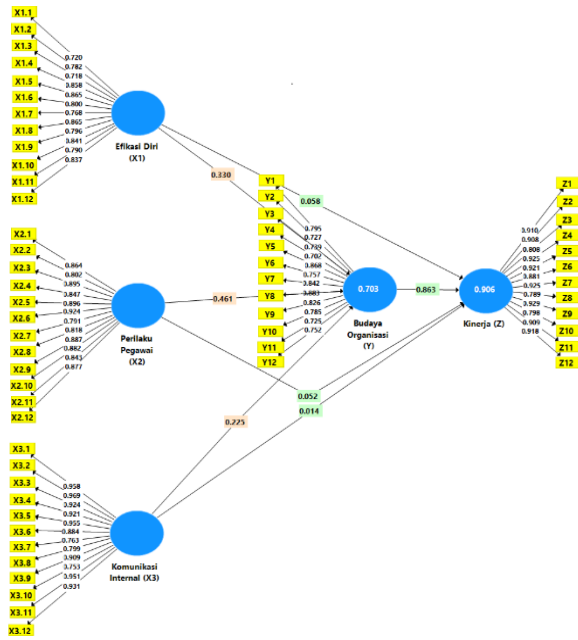 X1.1
X1.2
X1.3
X1.4
X1.5
X1.6
X1.7
X1.8
X1.9
X1.10
X1.11
X1.12
0.720
0.782
0.718
0.858
0.865
0.800
0.768
0.865
0.796
0.841
0.790
0.837
Efikasi Diri
(X1)
X2.1
X2.2
X2.3
X2.4
X2.5
X2.6
X2.7
X2.8
X2.9
X2.10
X2.11
X2.12
0.864
0.802
0.895
0.847
0.896
0.924
0.791
0.818
0.887
0.882
0.843
0.877
Perilaku
Pegawai
(X2)
X3.1
X3.2
X3.3
X3.4
X3.5
X3.6
X3.7
X3.8
X3.9
X3.10
X3.11
X3.12
0.958
0.969
0.924
0.921
0.955
0.884
0.763
0.799
0.909
0.753
0.951
0.931
Komunikasi
Internal (X3)
0.330
0.461
0.225
0.058
0.052
0.014
Y1
Y2
Y3
Y4
Y5
Y6
Y7
Y8
Y9
Y10
Y11
Y12
0.795
0.727
0.739
0.702
0.868
0.757
0.842
0.883
0.826
0.785
0.725
0.752
0.703
Budaya
Organisasi
(Y)
0.863
0.906
Kinerja (Z)
0.910
0.908
0.808
0.925
0.921
0.881
0.925
0.789
0.929
0.798
0.909
0.918
Z1
Z2
Z3
Z4
Z5
Z6
Z7
Z8
Z9
Z10
Z11
Z12